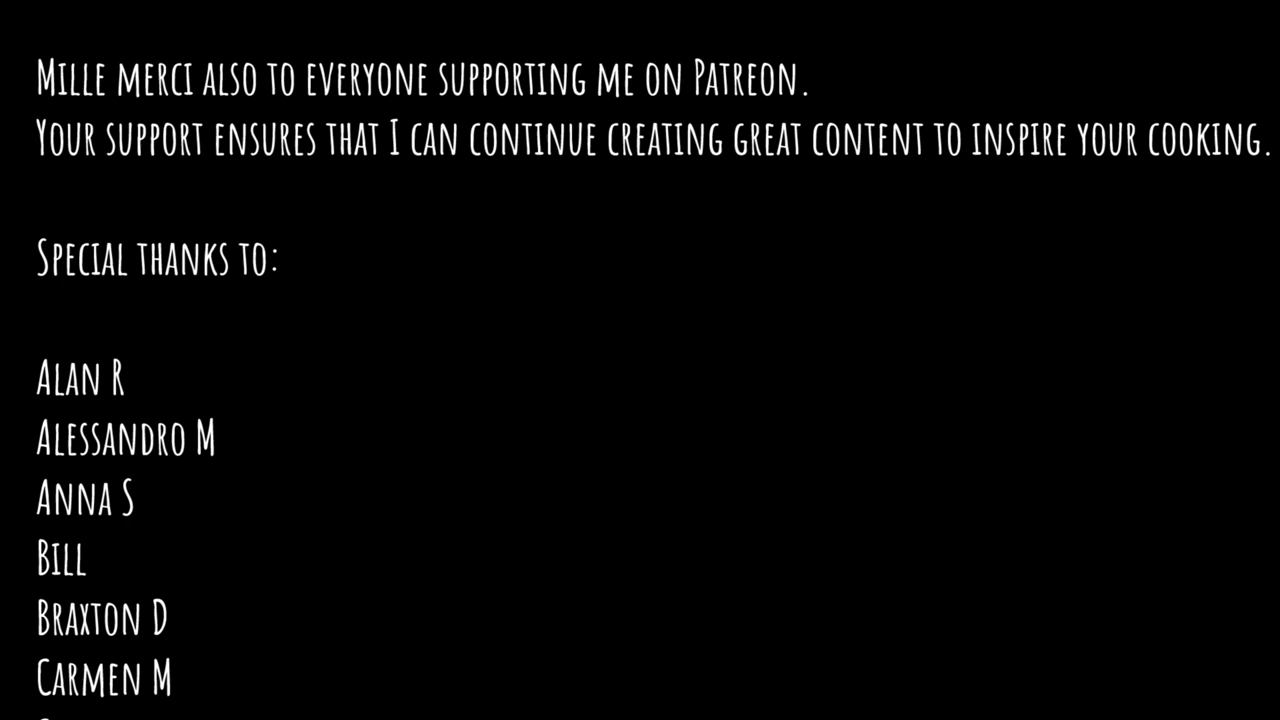 Mille merci also to everyone supporting me on Patreon.
Your support ensures that I can continue creating great content to inspire your cooking.
Special thanks to:
Alan R
Alessandro M
Anna S
Bill
Braxton D
Carmen M